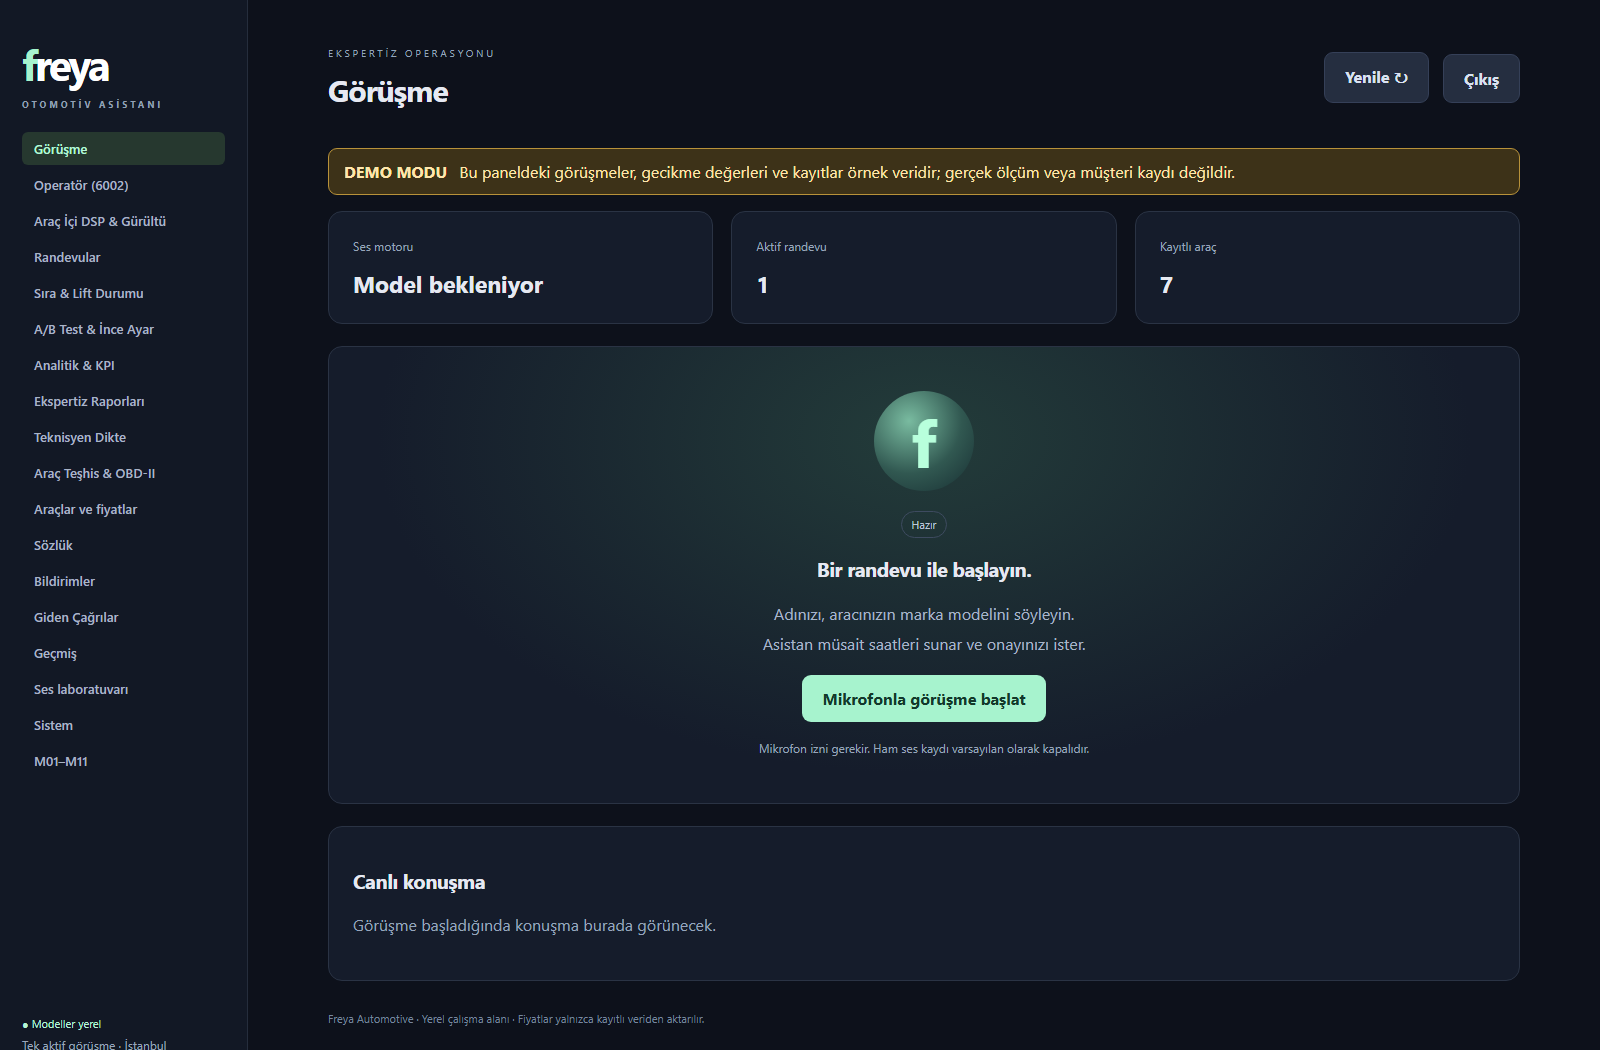 freya
OTOMOTİV ASİSTANI
Görüşme
Operatör (6002)
Araç İçi DSP & Gürültü
Randevular
Sıra & Lift Durumu
A/B Test & İnce Ayar
Analitik & KPI
Ekspertiz Raporları
Teknisyen Dikte
Araç Teşhis & OBD-II
Araçlar ve fiyatlar
Sözlük
Bildirimler
Giden Çağrılar
Geçmiş
Ses laboratuvarı
Sistem
M01–M11
● Modeller yerel
Tek aktif görüşme · İstanbul
EKSPERTİZ OPERASYONU
Görüşme
Yenile ↻
Çıkış
DEMO MODU Bu paneldeki görüşmeler, gecikme değerleri ve kayıtlar örnek veridir; gerçek ölçüm veya müşteri kaydı değildir.
Ses motoru
Model bekleniyor
Aktif randevu
1
Kayıtlı araç
7
f
Hazır
Bir randevu ile başlayın.
Adınızı, aracınızın marka modelini söyleyin.
Asistan müsait saatleri sunar ve onayınızı ister.
Mikrofonla görüşme başlat
Mikrofon izni gerekir. Ham ses kaydı varsayılan olarak kapalıdır.
Canlı konuşma
Görüşme başladığında konuşma burada görünecek.
Freya Automotive · Yerel çalışma alanı · Fiyatlar yalnızca kayıtlı veriden aktarılır.